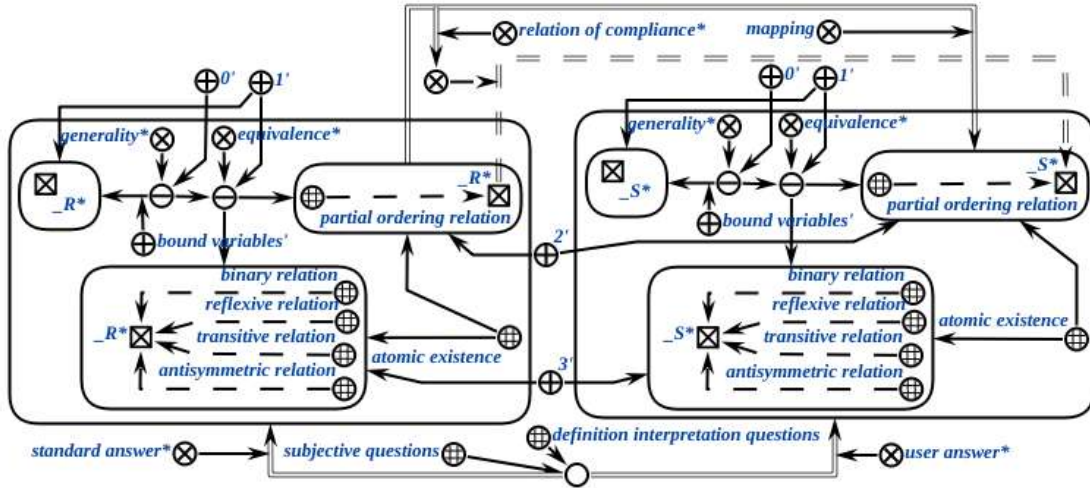 relation of compliance*
mapping
0'
1'
0'
1'
generality*
equivalence*
generality*
equivalence*
_R*
_R*
_S*
_S*
partial ordering relation
partial ordering relation
bound variables'
bound variables'
2'
binary relation
reflexive relation
_R*
transitive relation
antisymmetric relation
atomic existence
binary relation
reflexive relation
_S*
transitive relation
antisymmetric relation
atomic existence
3'
standard answer*
subjective questions
definition interpretation questions
user answer*